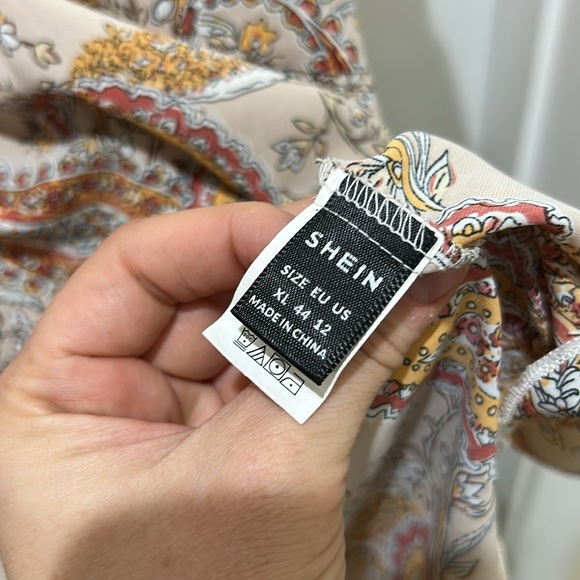 SHEIN
SIZE EU US
XL 44 12
MADE IN CHINA